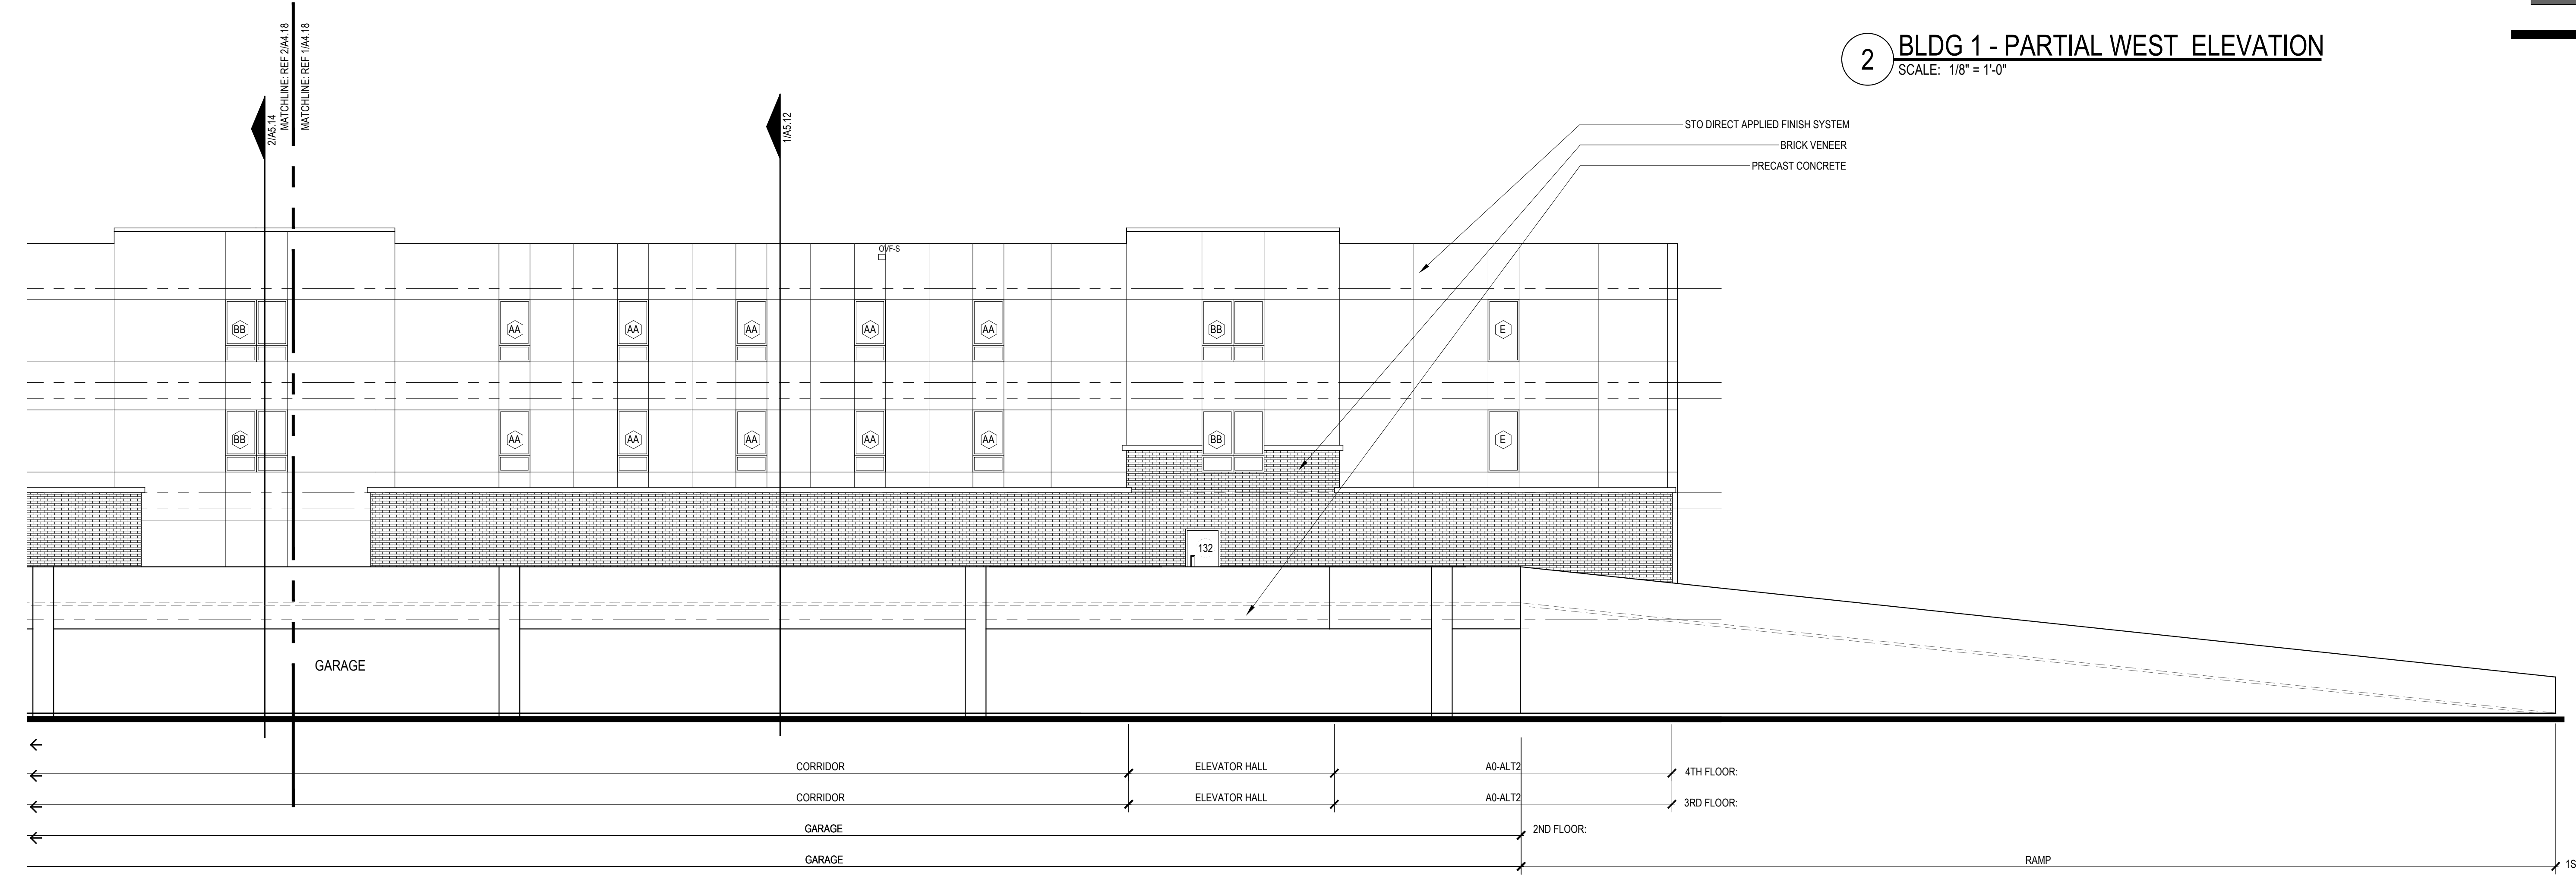 MATCHLINE: REF 2/A4.18
MATCHLINE: REF 1/A4.18
2/A5.14
1/A5.12
2
BLDG 1 - PARTIAL WEST ELEVATION
SCALE: 1/8" = 1'-0"
STO DIRECT APPLIED FINISH SYSTEM
BRICK VENEER
PRECAST CONCRETE
OVF-S
BB AA AA AA AA AA BB E
BB AA AA AA AA AA BB E
132
GARAGE
CORRIDOR ELEVATOR HALL A0-ALT2 4TH FLOOR:
CORRIDOR ELEVATOR HALL A0-ALT2 3RD FLOOR:
GARAGE 2ND FLOOR:
GARAGE RAMP 1S